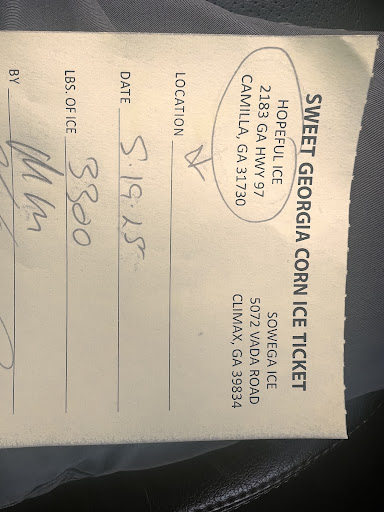 SWEET GEORGIA CORN ICE TICKET
HOPEFUL ICE
2183 GA HWY 97
CAMILLA, GA 31730
SOWEGA ICE
5072 VADA ROAD
CLIMAX, GA 39834
LOCATION
DATE 5-19-25
LBS. OF ICE 3300
BY